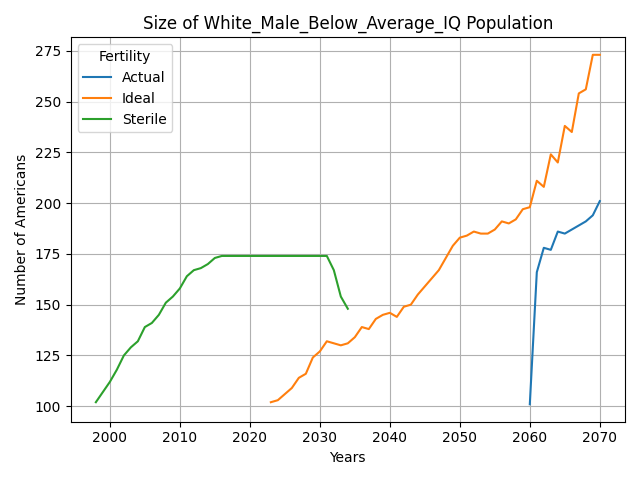 Size of White_Male_Below_Average_IQ Population
Fertility
Actual
Ideal
Sterile
Number of Americans
275
250
225
200
175
150
125
100
2000
2010
2020
2030
2040
2050
2060
2070
Years